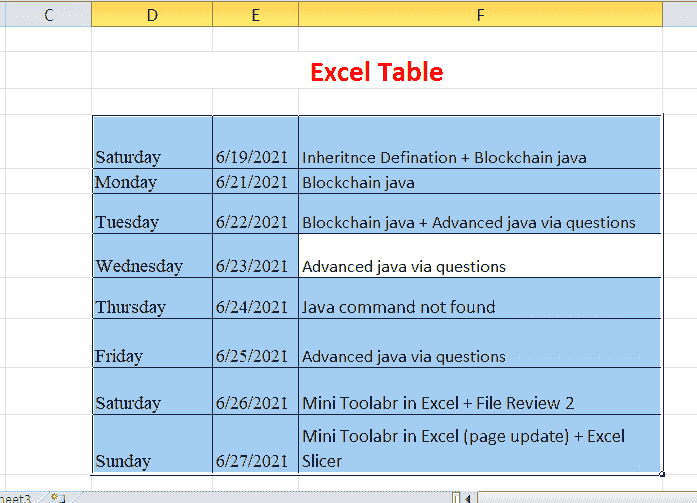 C D E F
Excel Table
Saturday 6/19/2021 Inheritnce Defination + Blockchain java
Monday 6/21/2021 Blockchain java
Tuesday 6/22/2021 Blockchain java + Advanced java via questions
Wednesday 6/23/2021 Advanced java via questions
Thursday 6/24/2021 Java command not found
Friday 6/25/2021 Advanced java via questions
Saturday 6/26/2021 Mini Toolabr in Excel + File Review 2
Mini Toolabr in Excel (page update) + Excel
Sunday 6/27/2021 Slicer
heet3